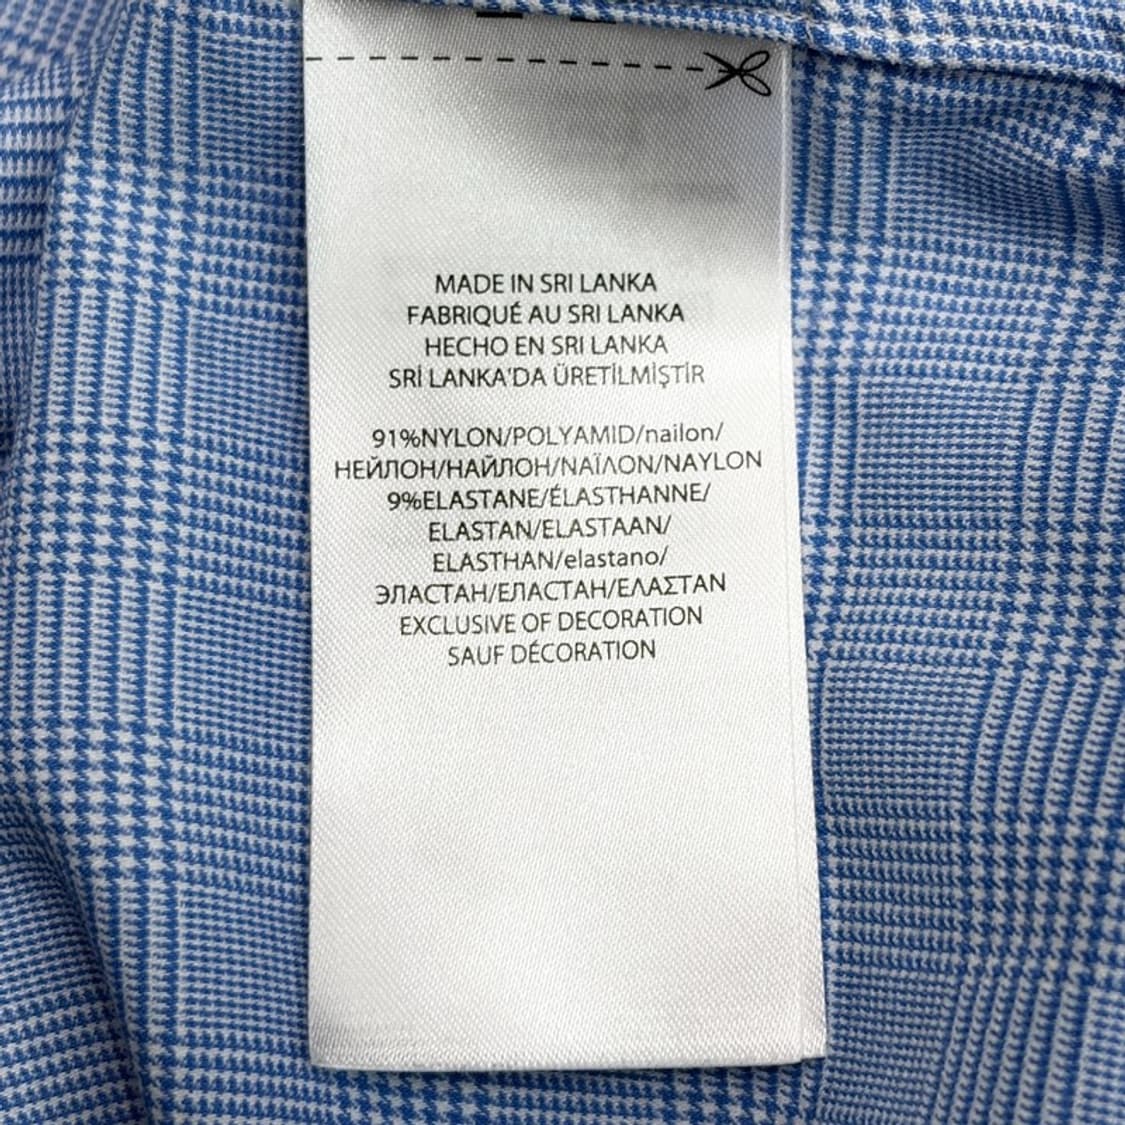 MADE IN SRI LANKA
FABRIQUÉ AU SRI LANKA
HECHO EN SRI LANKA
SRİ LANKA'DA ÜRETİLMİŞTİR
91%NYLON/POLYAMID/nailon/
НЕЙЛОН/НАЙЛОН/ΝΑΪΛΟΝ/NAYLON
9%ELASTANE/ÉLASTHANNE/
ELASTAN/ELASTAAN/
ELASTHAN/elastano/
ЭЛАСТАН/ЕЛАСТАН/ΕΛΑΣΤΑΝ
EXCLUSIVE OF DECORATION
SAUF DÉCORATION